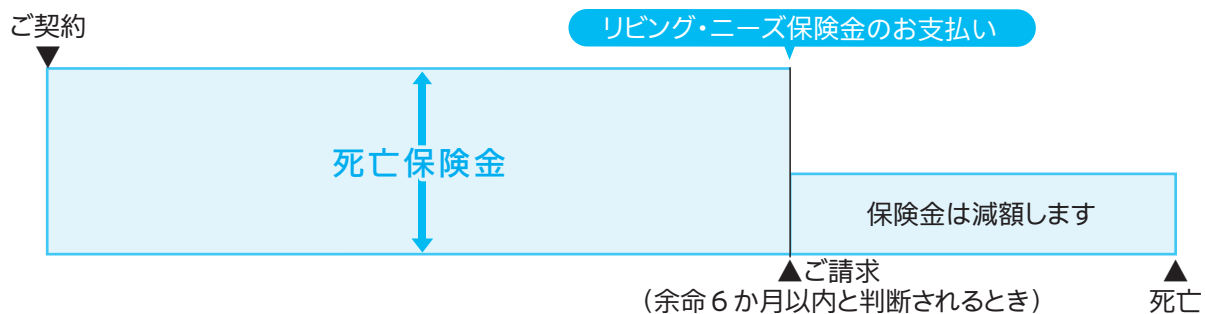 ご契約
▼
リビング・ニーズ保険金のお支払い
死亡保険金
保険金は減額します
▲ご請求
（余命6か月以内と判断されるとき）
▲
死亡